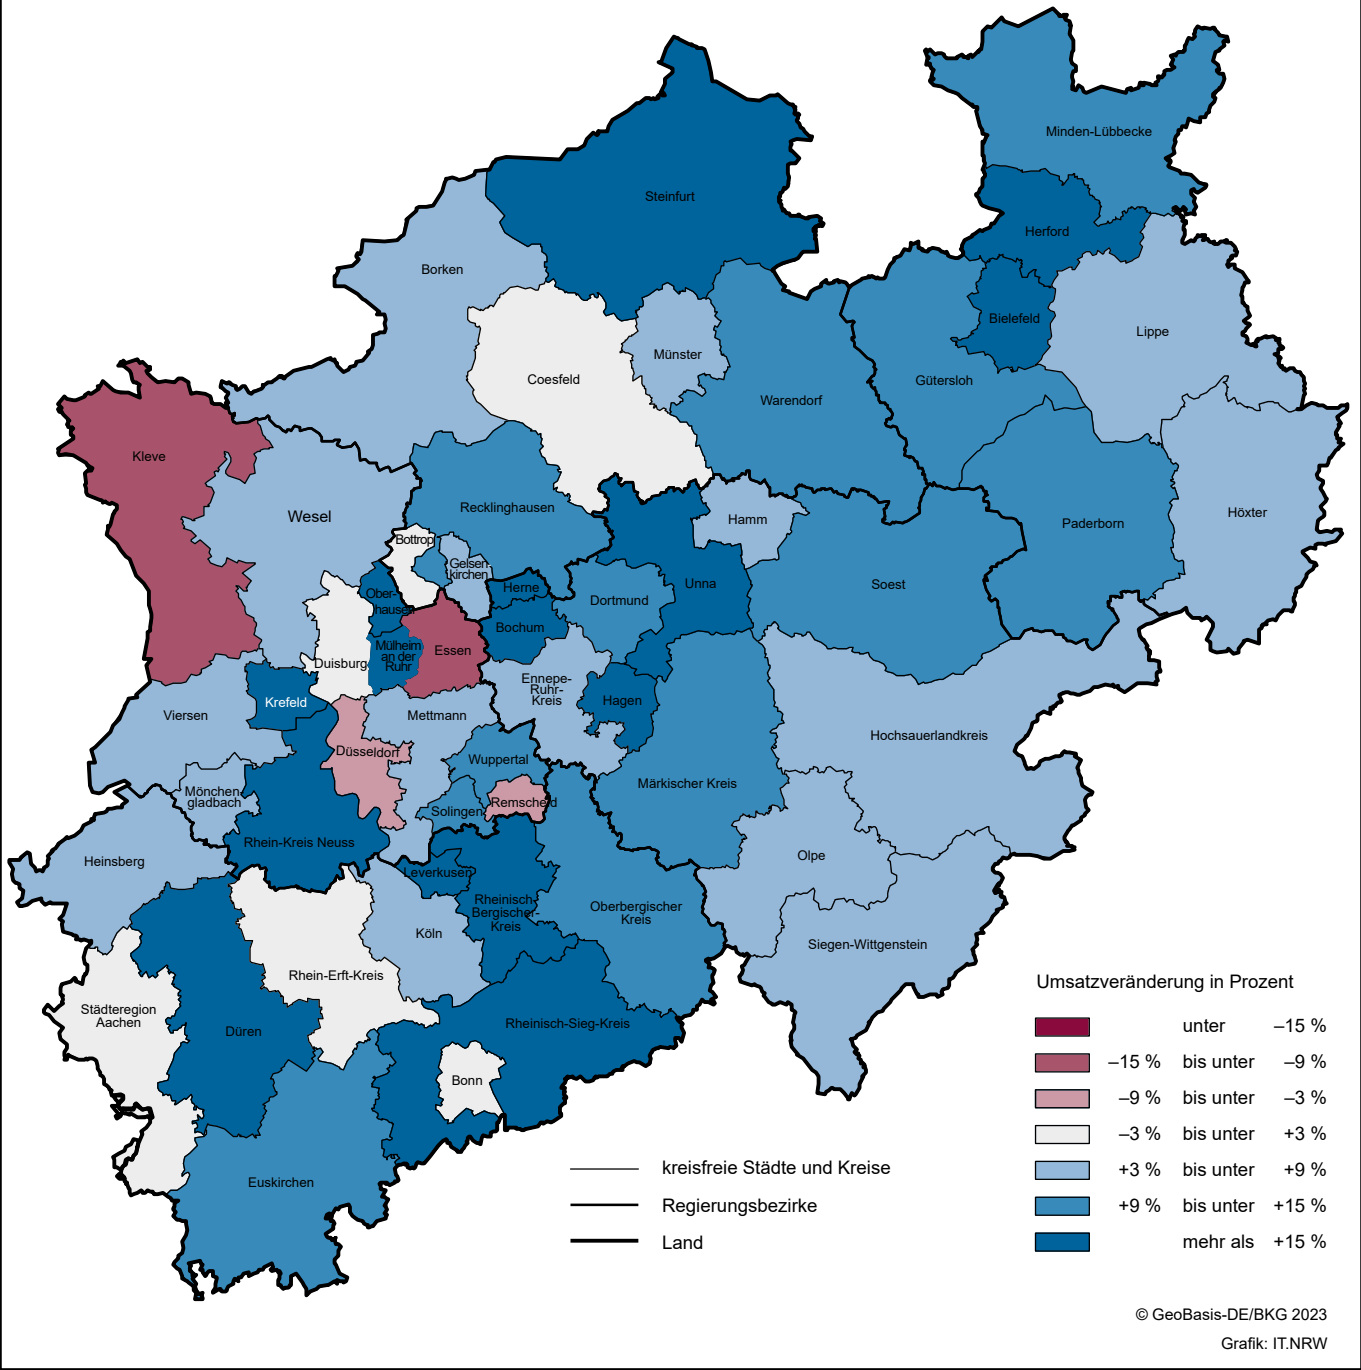 Minden-Lübbecke
Steinfurt
Herford
Borken
Bielefeld
Lippe
Münster
Coesfeld
Gütersloh
Warendorf
Kleve
Recklinghausen
Wesel
Höxter
Hamm
Paderborn
Bottrop
Gelsen
kirchen
Unna
Soest
Herne
Ober-
hausen
Dortmund
Bochum
Mülheim
an der
Ruhr
Essen
Duisburg
Ennepe-
Ruhr-
Kreis
Krefeld
Hagen
Viersen
Mettmann
Hochsauerlandkreis
Düsseldorf
Wuppertal
Märkischer Kreis
Mönchen-
gladbach
Remscheid
Solingen
Rhein-Kreis Neuss
Olpe
Heinsberg
Leverkusen
Rheinisch-
Bergischer-
Kreis
Oberbergischer
Kreis
Köln
Siegen-Wittgenstein
Rhein-Erft-Kreis
Städteregion
Aachen
Rheinisch-Sieg-Kreis
Düren
Bonn
Euskirchen
Umsatzveränderung in Prozent
unter –15 %
–15 % bis unter –9 %
–9 % bis unter –3 %
–3 % bis unter +3 %
+3 % bis unter +9 %
+9 % bis unter +15 %
mehr als +15 %
kreisfreie Städte und Kreise
Regierungsbezirke
Land
© GeoBasis-DE/BKG 2023
Grafik: IT.NRW